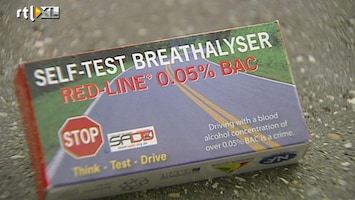 rtl XL
SELF-TEST BREATHALYSER
RED-LINE® 0.05% BAC
STOP
Driving with a blood
alcohol concentration of
over 0.05% BAC is a crime.
Think - Test - Drive